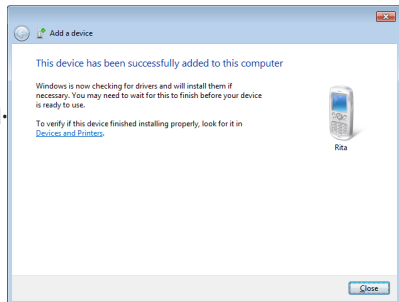 Add a device
This device has been successfully added to this computer
Windows is now checking for drivers and will install them if
necessary. You may need to wait for this to finish before your device
is ready to use.
To verify if this device finished installing properly, look for it in
Devices and Printers.
Rita
Close